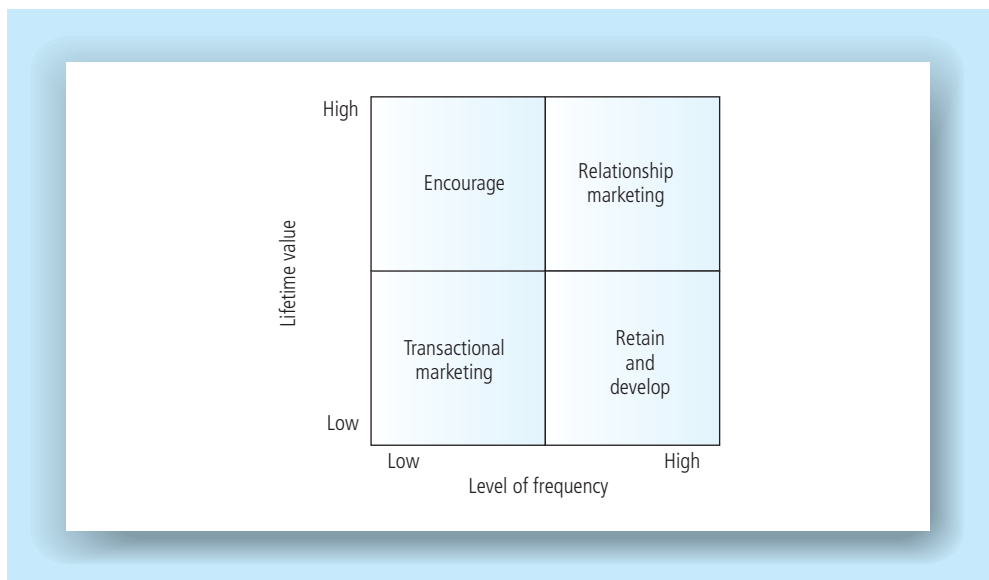 High
Encourage
Relationship
marketing
Lifetime value
Transactional
marketing
Retain
and
develop
Low
Low
High
Level of frequency